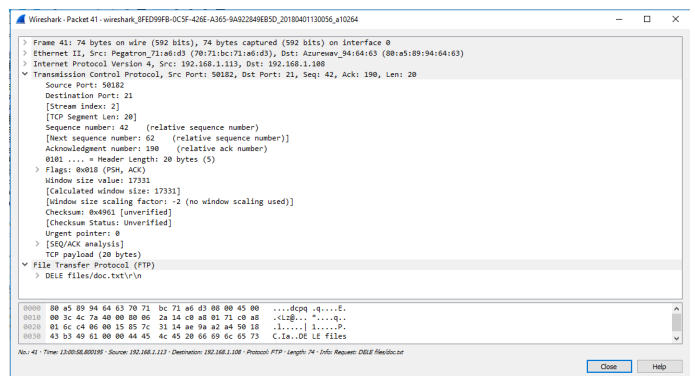 Wireshark · Packet 41 · wireshark_8FED99FB-0C5F-426E-A365-9A922849EB5D_20180401130056_a10264
> Frame 41: 74 bytes on wire (592 bits), 74 bytes captured (592 bits) on interface 0
> Ethernet II, Src: Pegatron_71:a6:d3 (70:71:bc:71:a6:d3), Dst: Azurewav_94:64:63 (80:a5:89:94:64:63)
> Internet Protocol Version 4, Src: 192.168.1.113, Dst: 192.168.1.108
Transmission Control Protocol, Src Port: 50182, Dst Port: 21, Seq: 42, Ack: 190, Len: 20
Source Port: 50182
Destination Port: 21
[Stream index: 2]
[TCP Segment Len: 20]
Sequence number: 42 (relative sequence number)
[Next sequence number: 62 (relative sequence number)]
Acknowledgment number: 190 (relative ack number)
0101 .... = Header Length: 20 bytes (5)
> Flags: 0x018 (PSH, ACK)
Window size value: 17331
[Calculated window size: 17331]
[Window size scaling factor: -2 (no window scaling used)]
Checksum: 0x4961 [unverified]
[Checksum Status: Unverified]
Urgent pointer: 0
> [SEQ/ACK analysis]
TCP payload (20 bytes)
File Transfer Protocol (FTP)
> DELE files/doc.txt\r\n
0000 80 a5 89 94 64 63 70 71 bc 71 a6 d3 08 00 45 00 ....dcpq .q....E.
0010 00 3c 4c 7a 40 00 80 06 2a 14 c0 a8 01 71 c0 a8 .<Lz@... *....q..
0020 01 6c c4 06 00 15 85 7c 31 14 ae 9a a2 a4 50 18 .l.....| 1.....P.
0030 43 b3 49 61 00 00 44 45 4c 45 20 66 69 6c 65 73 C.Ia..DE LE files
No.: 41 · Time: 13:00:58,800195 · Source: 192.168.1.113 · Destination: 192.168.1.108 · Protocol: FTP · Length: 74 · Info: Request: DELE files/doc.txt
Close Help